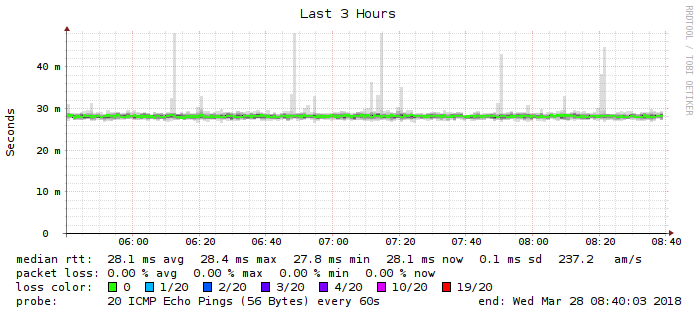 Last 3 Hours
RRDTOOL / TOBI OETIKER
Seconds
40 m
30 m
20 m
10 m
0
06:00 06:20 06:40 07:00 07:20 07:40 08:00 08:20 08:40
median rtt: 28.1 ms avg 28.4 ms max 27.8 ms min 28.1 ms now 0.1 ms sd 237.2 am/s
packet loss: 0.00 % avg 0.00 % max 0.00 % min 0.00 % now
loss color: 0 1/20 2/20 3/20 4/20 10/20 19/20
probe: 20 ICMP Echo Pings (56 Bytes) every 60s end: Wed Mar 28 08:40:03 2018